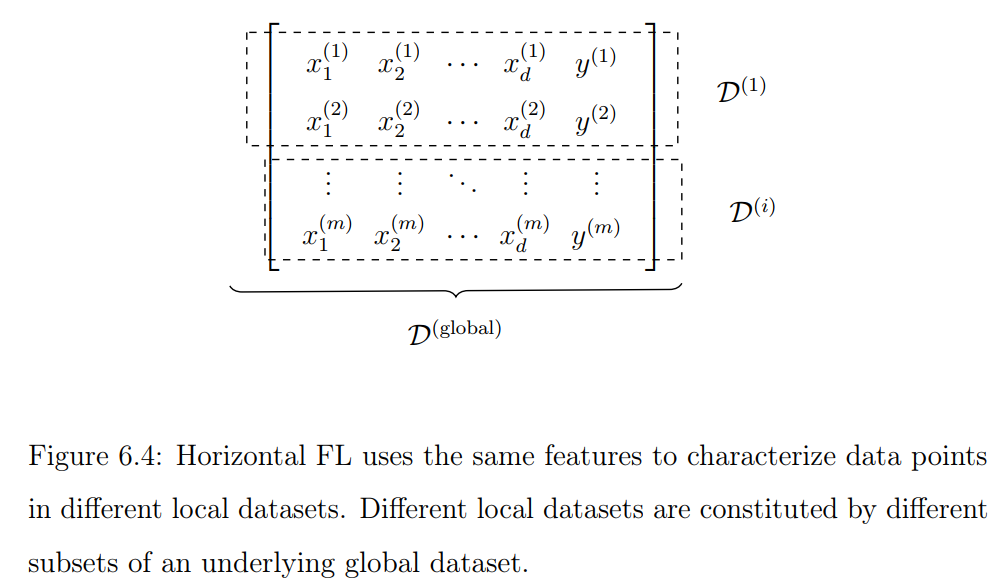 x_1^{(1)} x_2^{(1)} ⋯ x_d^{(1)} y^{(1)}
𝒟^{(1)}
x_1^{(2)} x_2^{(2)} ⋯ x_d^{(2)} y^{(2)}
⋮ ⋮ ⋱ ⋮ ⋮
𝒟^{(i)}
x_1^{(m)} x_2^{(m)} ⋯ x_d^{(m)} y^{(m)}
𝒟^{(global)}
Figure 6.4: Horizontal FL uses the same features to characterize data points
in different local datasets. Different local datasets are constituted by different
subsets of an underlying global dataset.